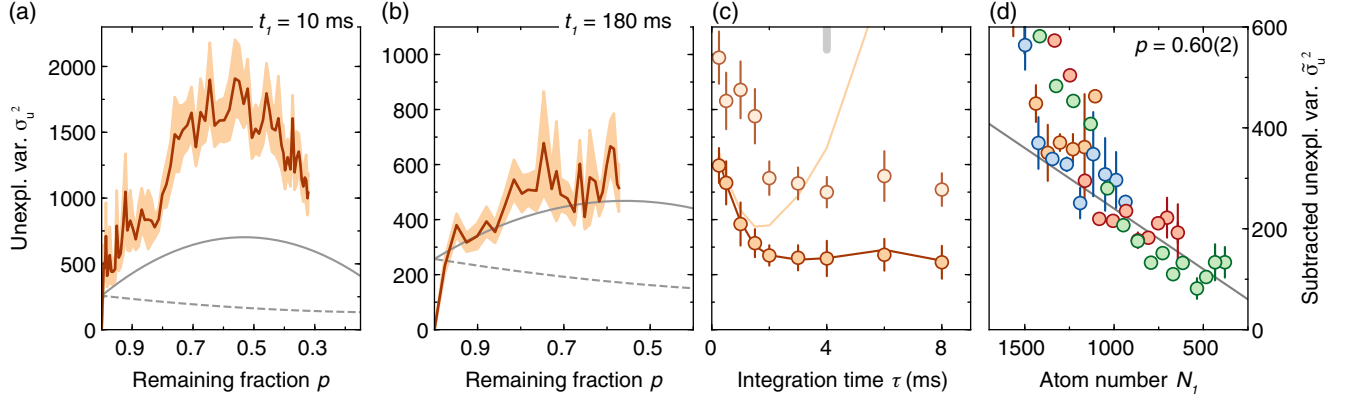 (a)
t₁ = 10 ms
Unexpl. var. σᵤ²
2000
1500
1000
500
0
0.9
0.7
0.5
0.3
Remaining fraction p
(b)
t₁ = 180 ms
1000
800
600
400
200
0
0.9
0.7
0.5
Remaining fraction p
(c)
0
4
8
Integration time τ (ms)
(d)
p = 0.60(2)
600
400
200
0
Subtracted unexpl. var. σ̃ᵤ²
1500
1000
500
Atom number N₁